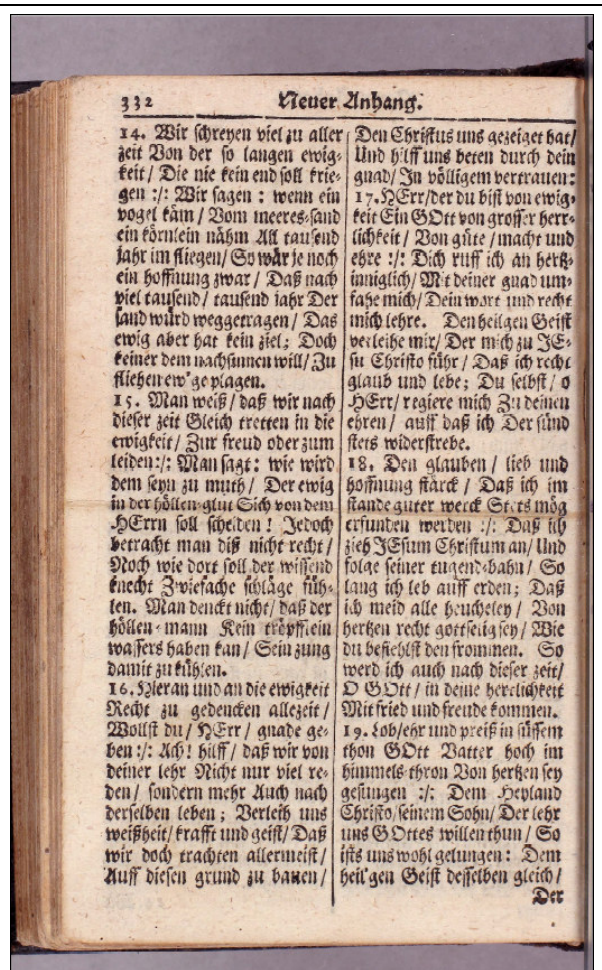 332 Neuer Anhang.
14. Wir schreyen viel zu aller
zeit Von der so langen ewig-
keit / Die nie kein end soll krie-
gen :/: Wir sagen : wenn ein
vogel käm / Vom meeres-sand
ein körnlein nähm All tausend
jahr im fliegen / So wär je noch
ein hoffnung zwar / Daß nach
viel tausend / tausend jahr Der
sand würd weggetragen / Das
ewig aber hat kein ziel; Doch
keiner dem nachsinnen will / Zu
fliehen ew'ge plagen.
15. Man weiß / daß wir nach
dieser zeit Gleich tretten in die
ewigkeit / Zur freud oder zum
leiden :/: Man sagt : wie wird
dem seyn zu muth / Der ewig
in der höllen-glut Sich von dem
HErrn soll scheiden ! Jedoch
betracht man diß nicht recht /
Noch wie dort soll der wissend
knecht Zwiefache schläge füh-
len. Man denckt nicht / daß der
höllen-mann Kein tröpfflein
wassers haben kan / Sein zung
damit zu kühlen.
16. Hieran und an die ewigkeit
Recht zu gedencken allezeit /
Wollst du / HErr / gnade ge-
ben :/: Ach! hilff / daß wir von
deiner lehr Nicht nur viel re-
den / sondern mehr Auch nach
derselben leben ; Verleih uns
weißheit / krafft und geist / Daß
wir doch trachten allermeist /
Auff diesen grund zu bauen /
Den Christus uns gezeiget hat /
Und hilff uns beten durch dein
gnad / In völligem vertrauen :
17. HErr / der du bist von ewig-
keit Ein GOtt von grosser herr-
lichkeit / Von güte / macht und
ehre :/: Dich ruff ich an hertz-
inniglich / Mit deiner gnad um-
fahe mich / Dein wort und recht
mich lehre. Den heilgen Geist
verleihe mir / Der mich zu JE-
su Christo führ / Daß ich recht
glaub und lebe ; Du selbst / o
HErr / regiere mich Zu deinen
ehren / auff daß ich Der sünd
stets widerstrebe.
18. Den glauben / lieb und
hoffnung stärck / Daß ich im
stande guter werck Stets mög
erfunden werden :/: Daß ich
zieh JEsum Christum an / Und
folge seiner tugend-bahn / So
lang ich leb auff erden ; Daß
ich meid alle heucheley / Von
hertzen recht gottselig sey / Wie
du befiehlst den frommen. So
werd ich auch nach dieser zeit /
O GOtt / in deine herrlichkeit
Mit fried und freude kommen.
19. Lob / ehr und preiß in süssem
thon GOtt Vatter hoch im
himmels-thron Von hertzen sey
gesungen :/: Dem Heyland
Christo / seinem Sohn / Der lehr
uns GOttes willen thun / So
ists uns wohl gelungen : Dem
heil'gen Geist desselben gleich /
Der